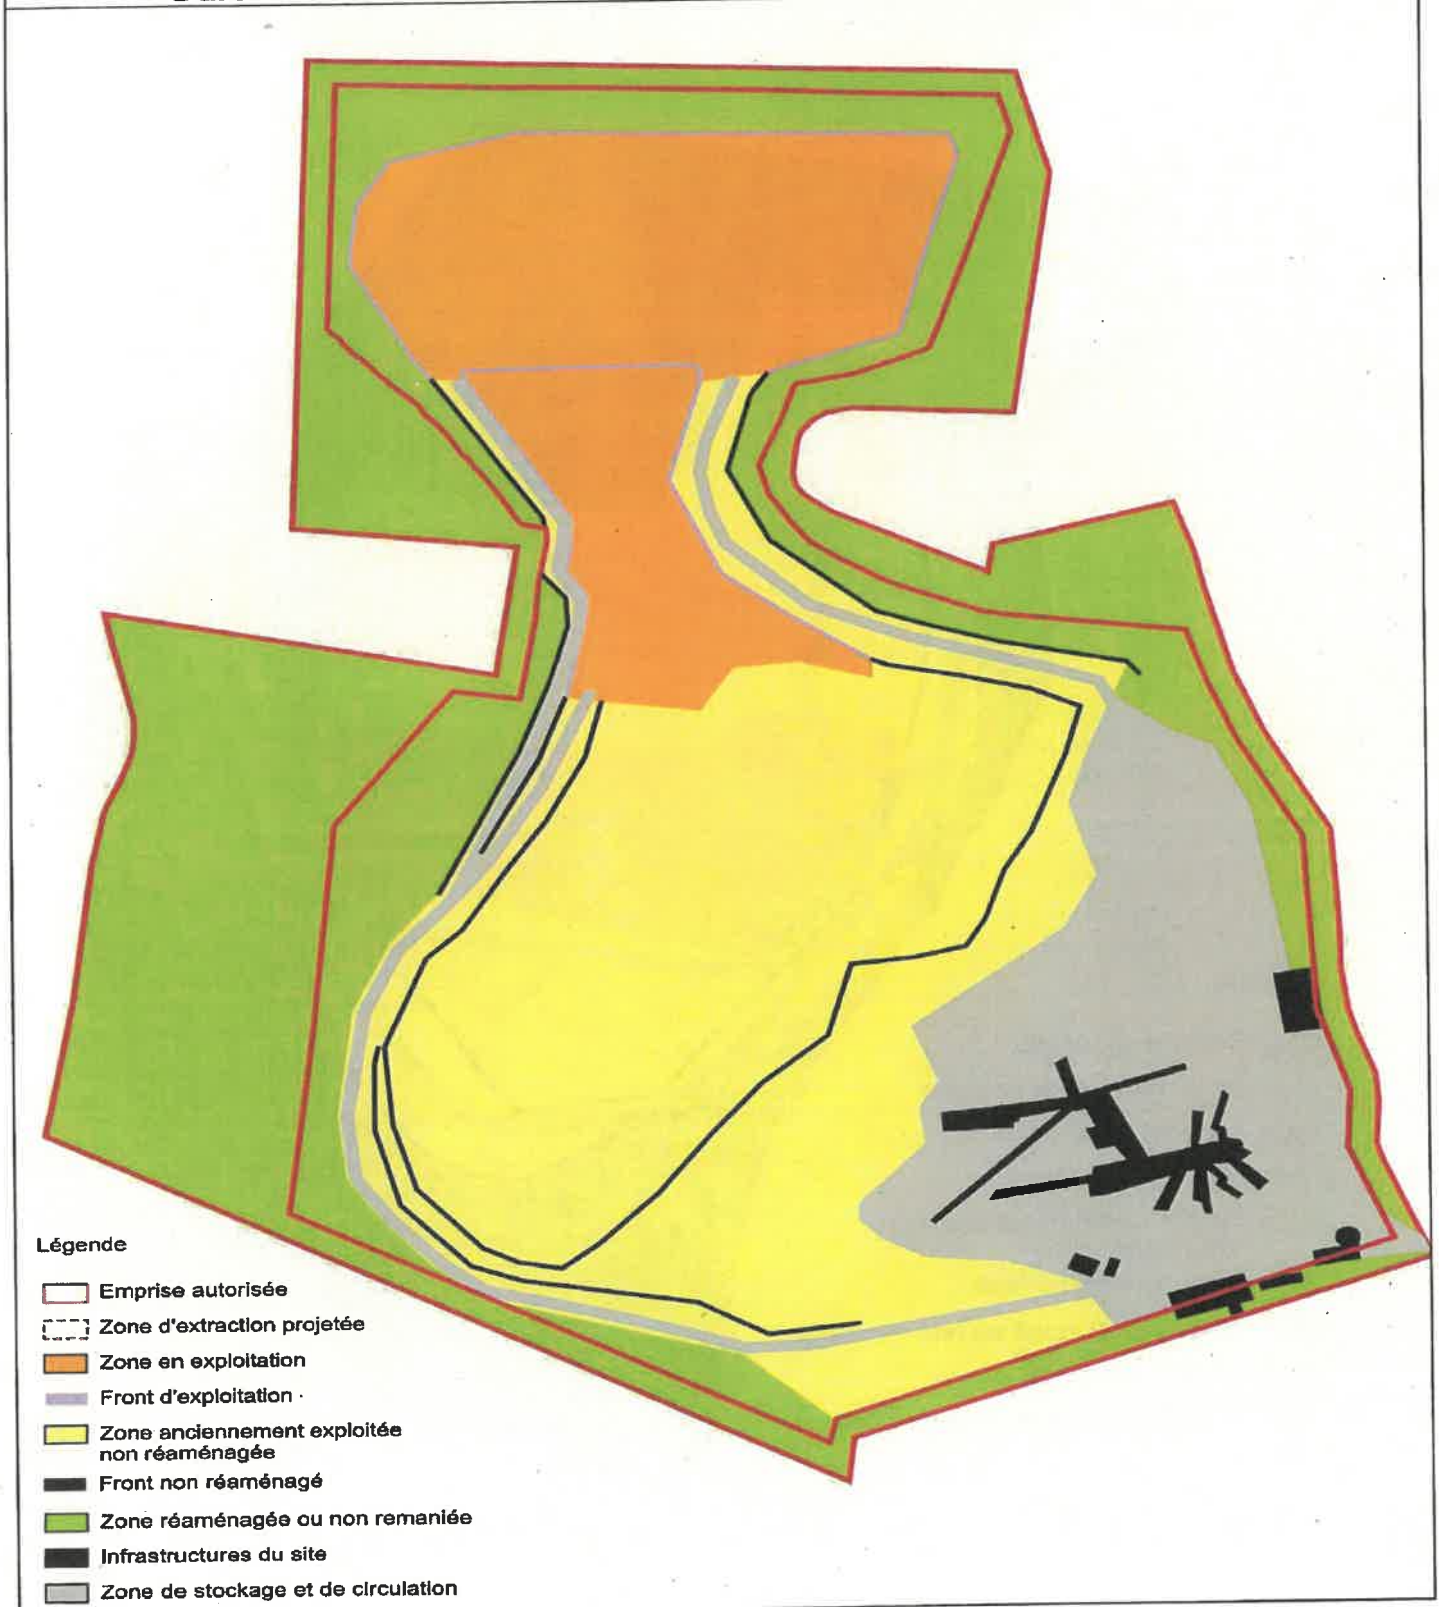 Légende
Emprise autorisée
Zone d'extraction projetée
Zone en exploitation
Front d'exploitation
Zone anciennement exploitée
non réaménagée
Front non réaménagé
Zone réaménagée ou non remaniée
Infrastructures du site
Zone de stockage et de circulation